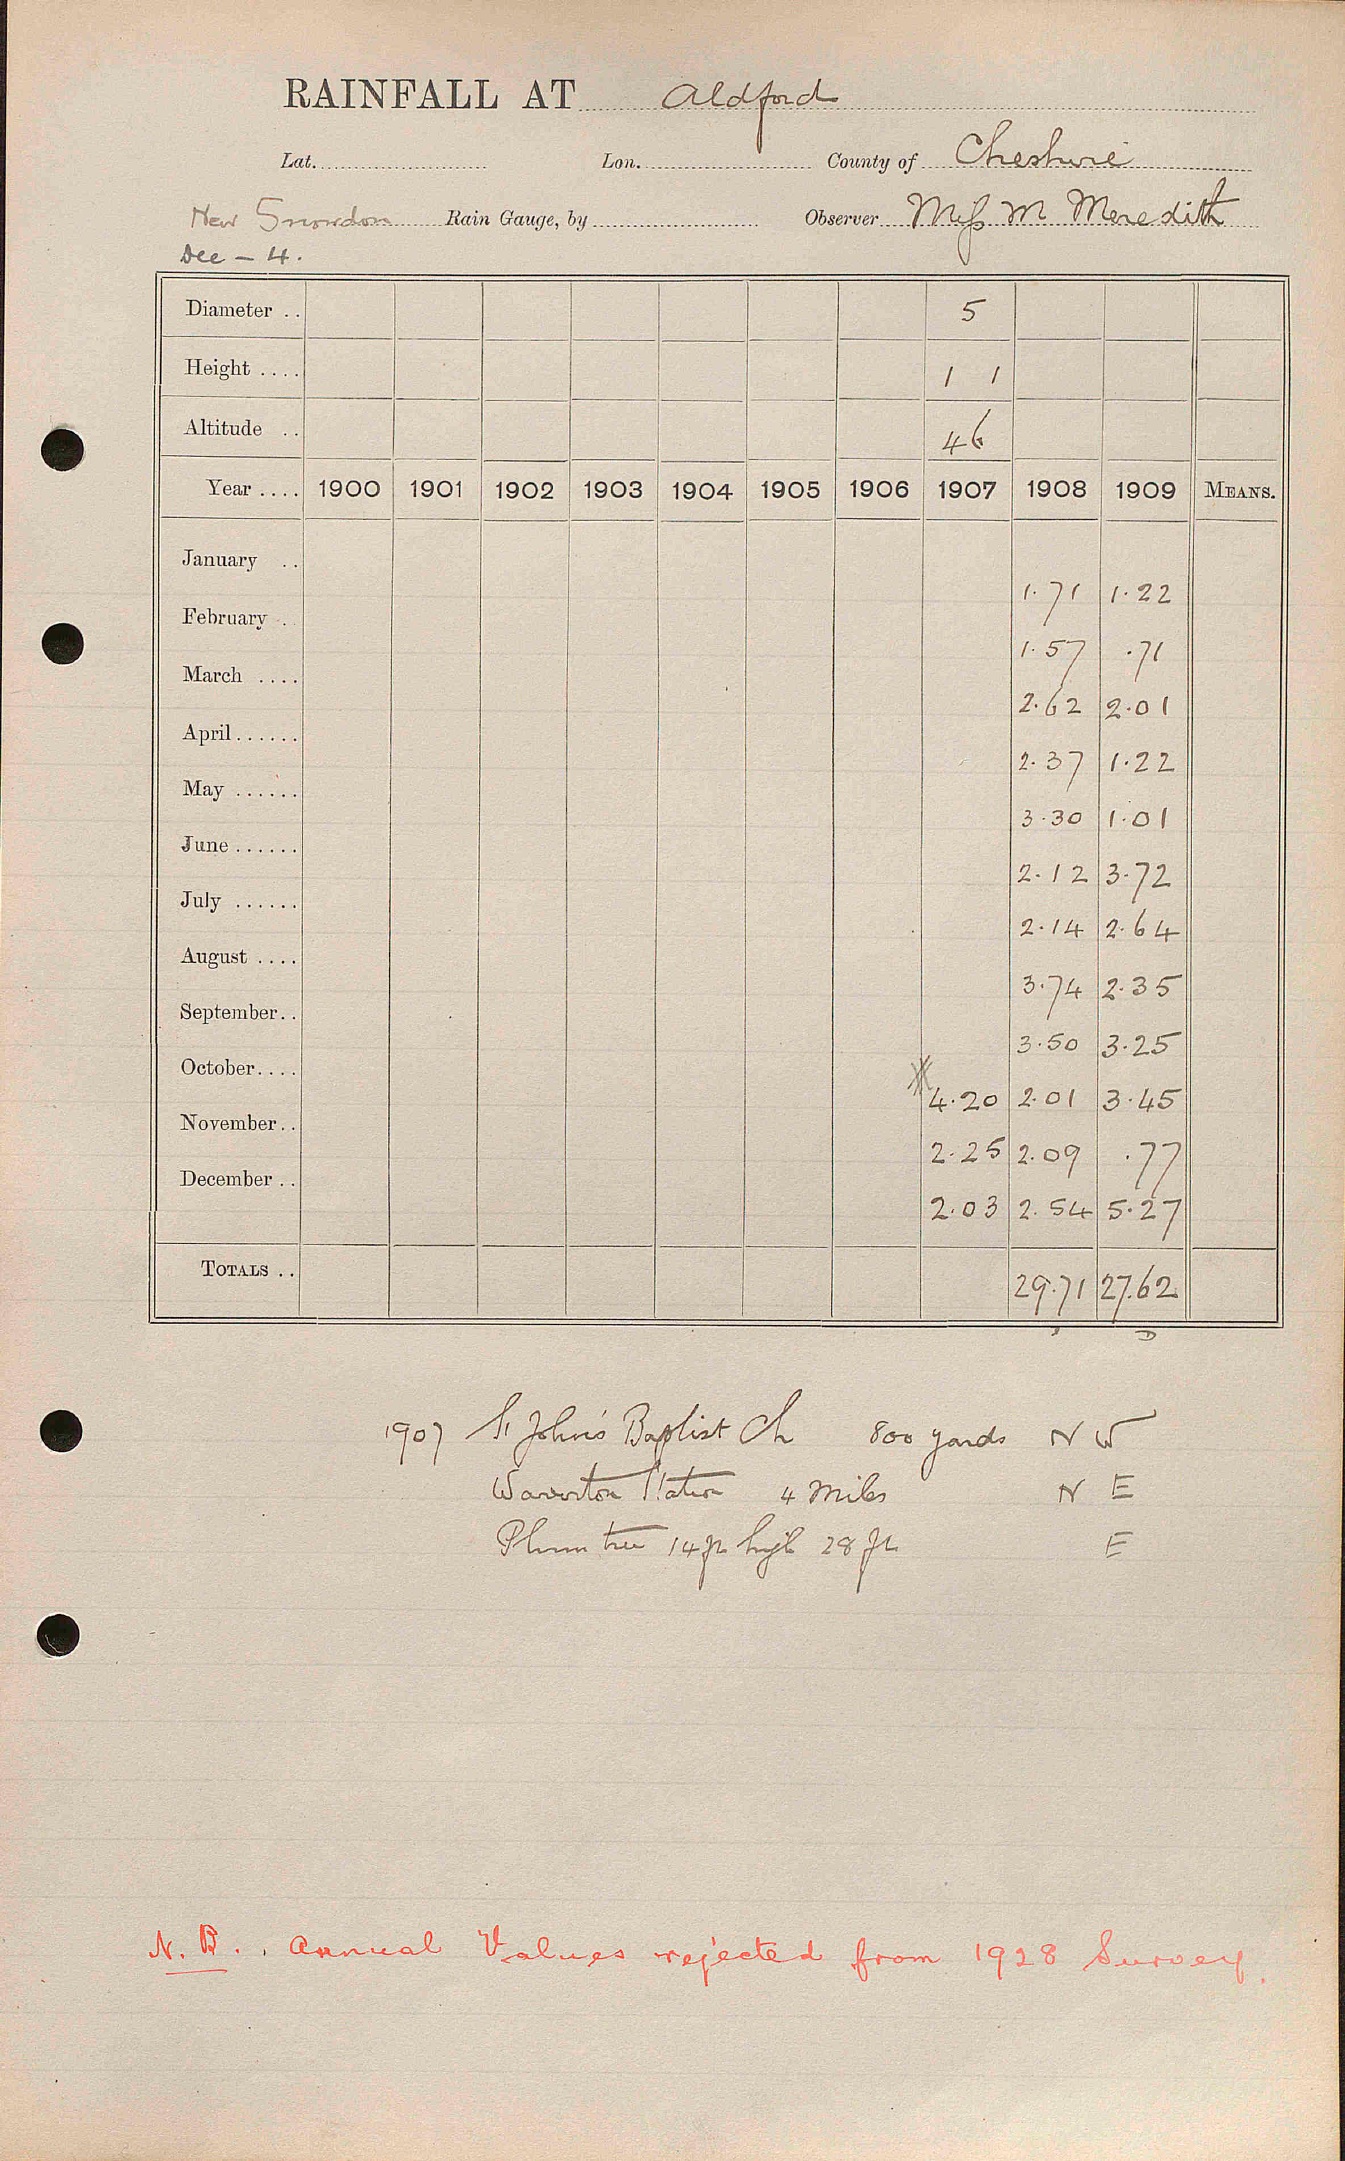 RAINFALL AT Aldford
Lat. Lon. County of Cheshire
New Snowdon Rain Gauge, by Observer Miss M Meredith
Dec - 4.
Diameter .. 5
Height .... 1 1
Altitude .. 46
Year .... 1900 1901 1902 1903 1904 1905 1906 1907 1908 1909 MEANS.
January .. 1.71 1.22
February . 1.57 .71
March .... 2.62 2.01
April...... 2.37 1.22
May ...... 3.30 1.01
June ...... 2.12 3.72
July ...... 2.14 2.64
August .... 3.74 2.35
September.. 3.50 3.25
October.... 4.20 2.01 3.45
November.. 2.25 2.09 .77
December .. 2.03 2.54 5.27
TOTALS .. 29.71 27.62
D
1907 St John's Baptist Ch 800 yards N W
Waverton Station 4 Miles N E
Plum tree 14 ft high 28 ft E
N.B. . Annual Values rejected from 1928 Survey.